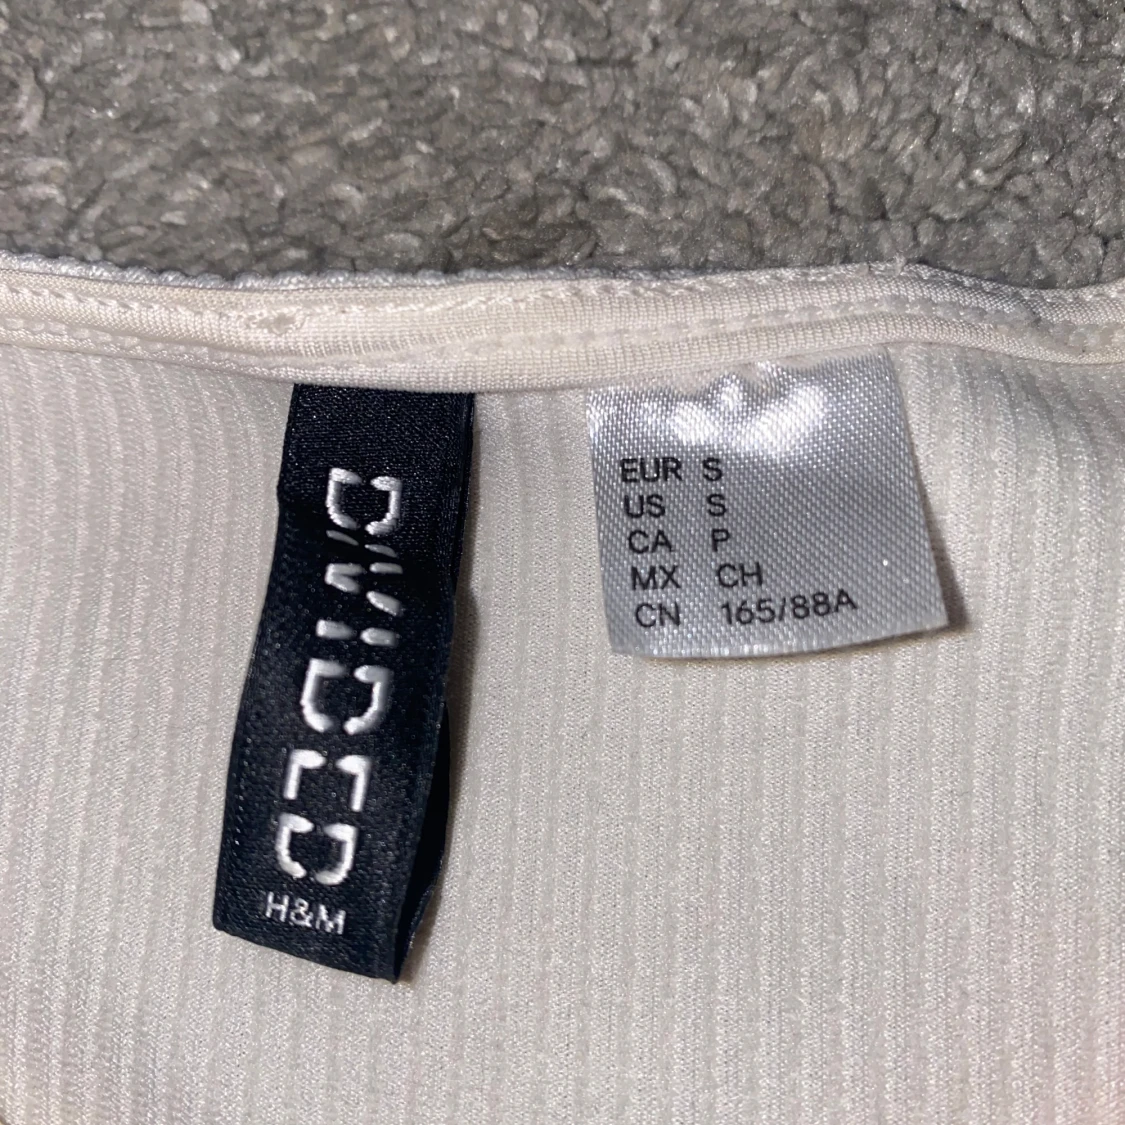 DIVIDED
H&M
EUR S
US S
CA P
MX CH
CN 165/88A